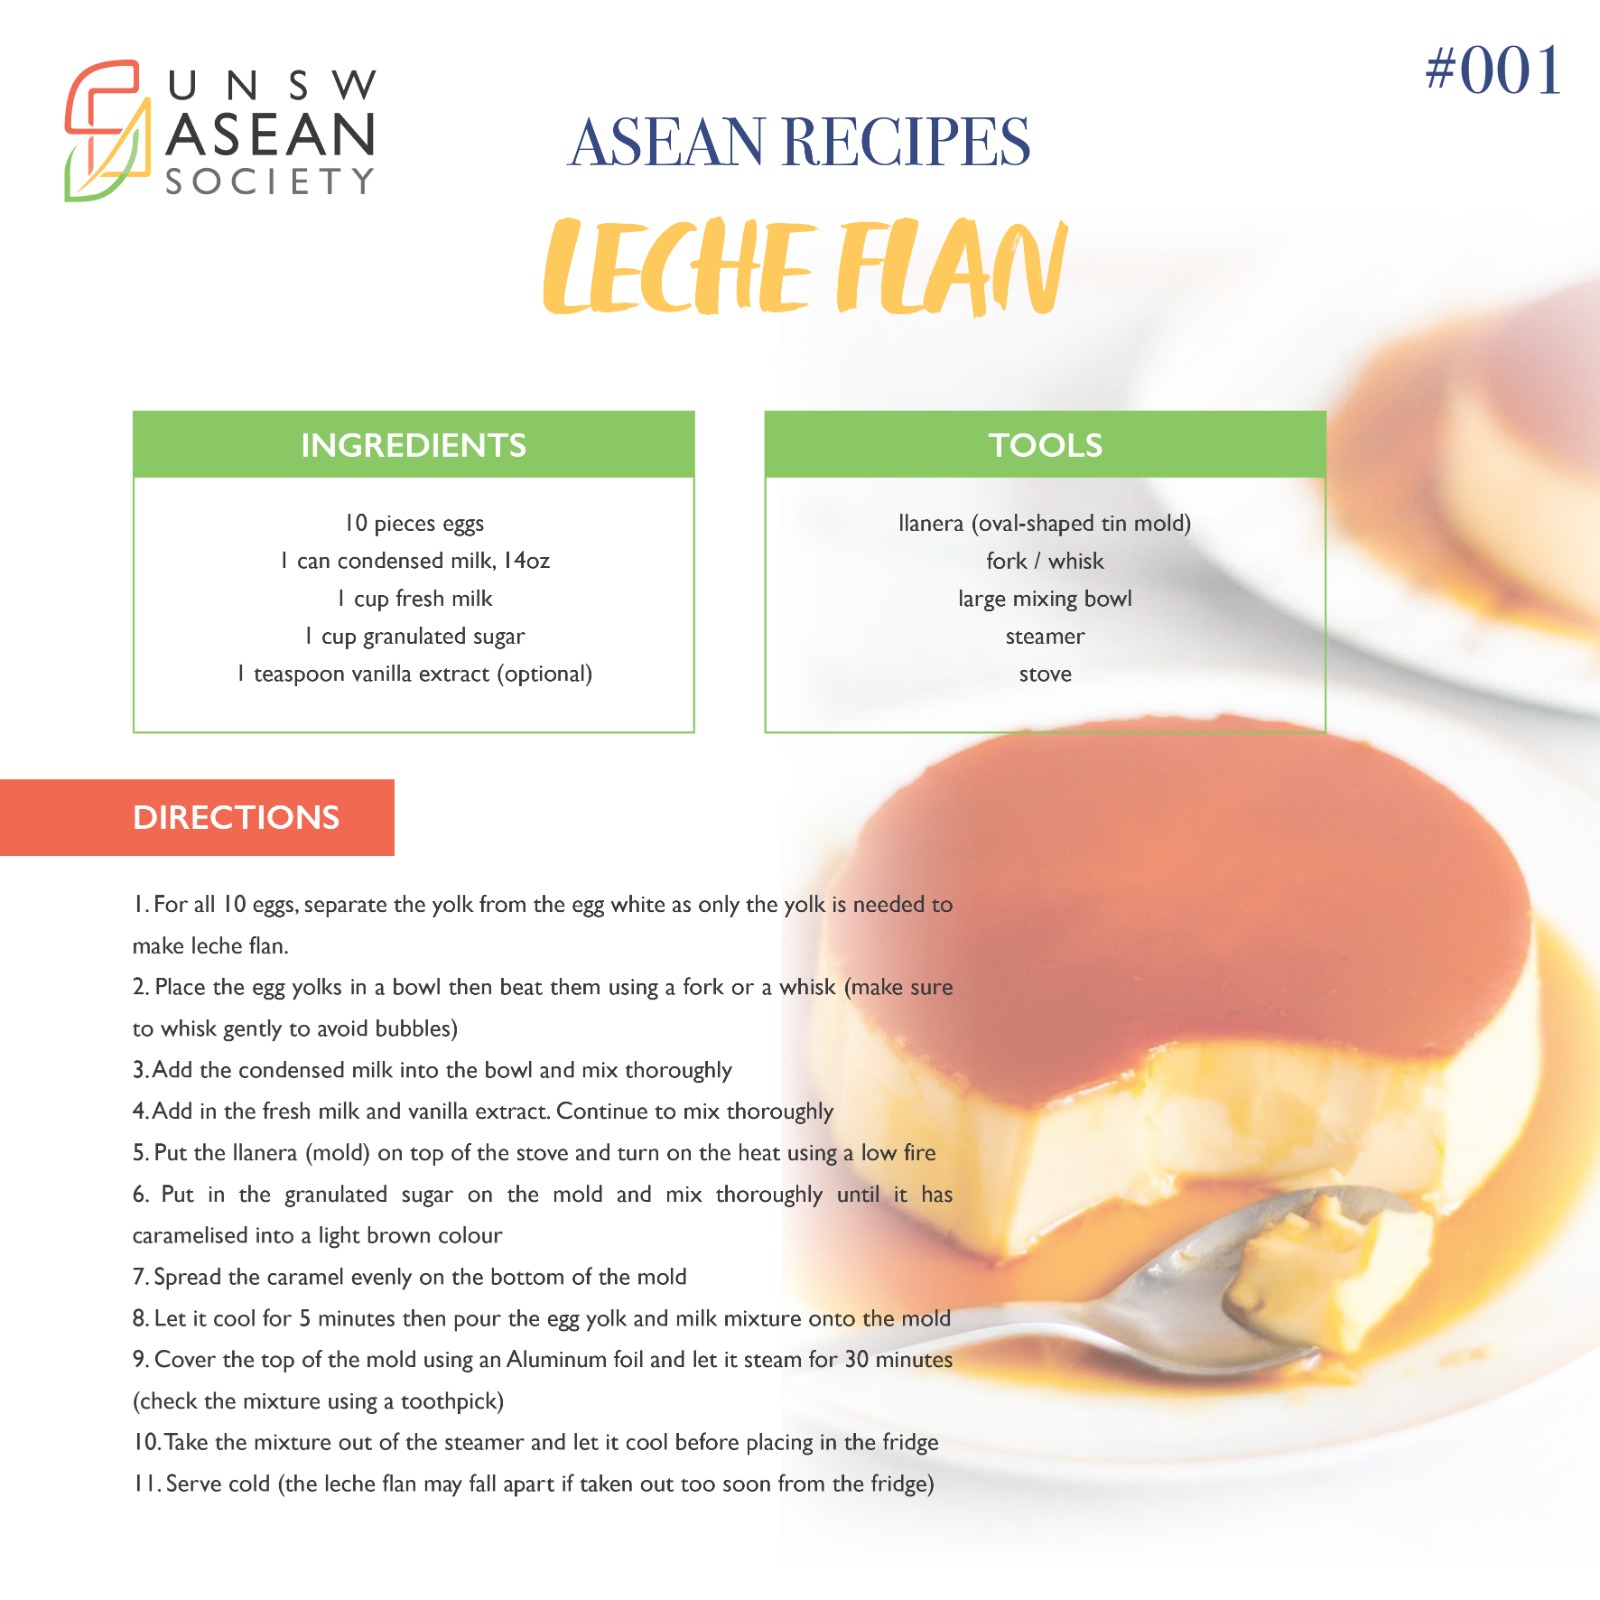 UNSW
ASEAN
SOCIETY
#001
ASEAN RECIPES
LECHE FLAN
INGREDIENTS
10 pieces eggs
1 can condensed milk, 14oz
1 cup fresh milk
1 cup granulated sugar
1 teaspoon vanilla extract (optional)
TOOLS
llanera (oval-shaped tin mold)
fork / whisk
large mixing bowl
steamer
stove
DIRECTIONS
1. For all 10 eggs, separate the yolk from the egg white as only the yolk is needed to
make leche flan.
2. Place the egg yolks in a bowl then beat them using a fork or a whisk (make sure
to whisk gently to avoid bubbles)
3. Add the condensed milk into the bowl and mix thoroughly
4. Add in the fresh milk and vanilla extract. Continue to mix thoroughly
5. Put the llanera (mold) on top of the stove and turn on the heat using a low fire
6. Put in the granulated sugar on the mold and mix thoroughly until it has
caramelised into a light brown colour
7. Spread the caramel evenly on the bottom of the mold
8. Let it cool for 5 minutes then pour the egg yolk and milk mixture onto the mold
9. Cover the top of the mold using an Aluminum foil and let it steam for 30 minutes
(check the mixture using a toothpick)
10. Take the mixture out of the steamer and let it cool before placing in the fridge
11. Serve cold (the leche flan may fall apart if taken out too soon from the fridge)